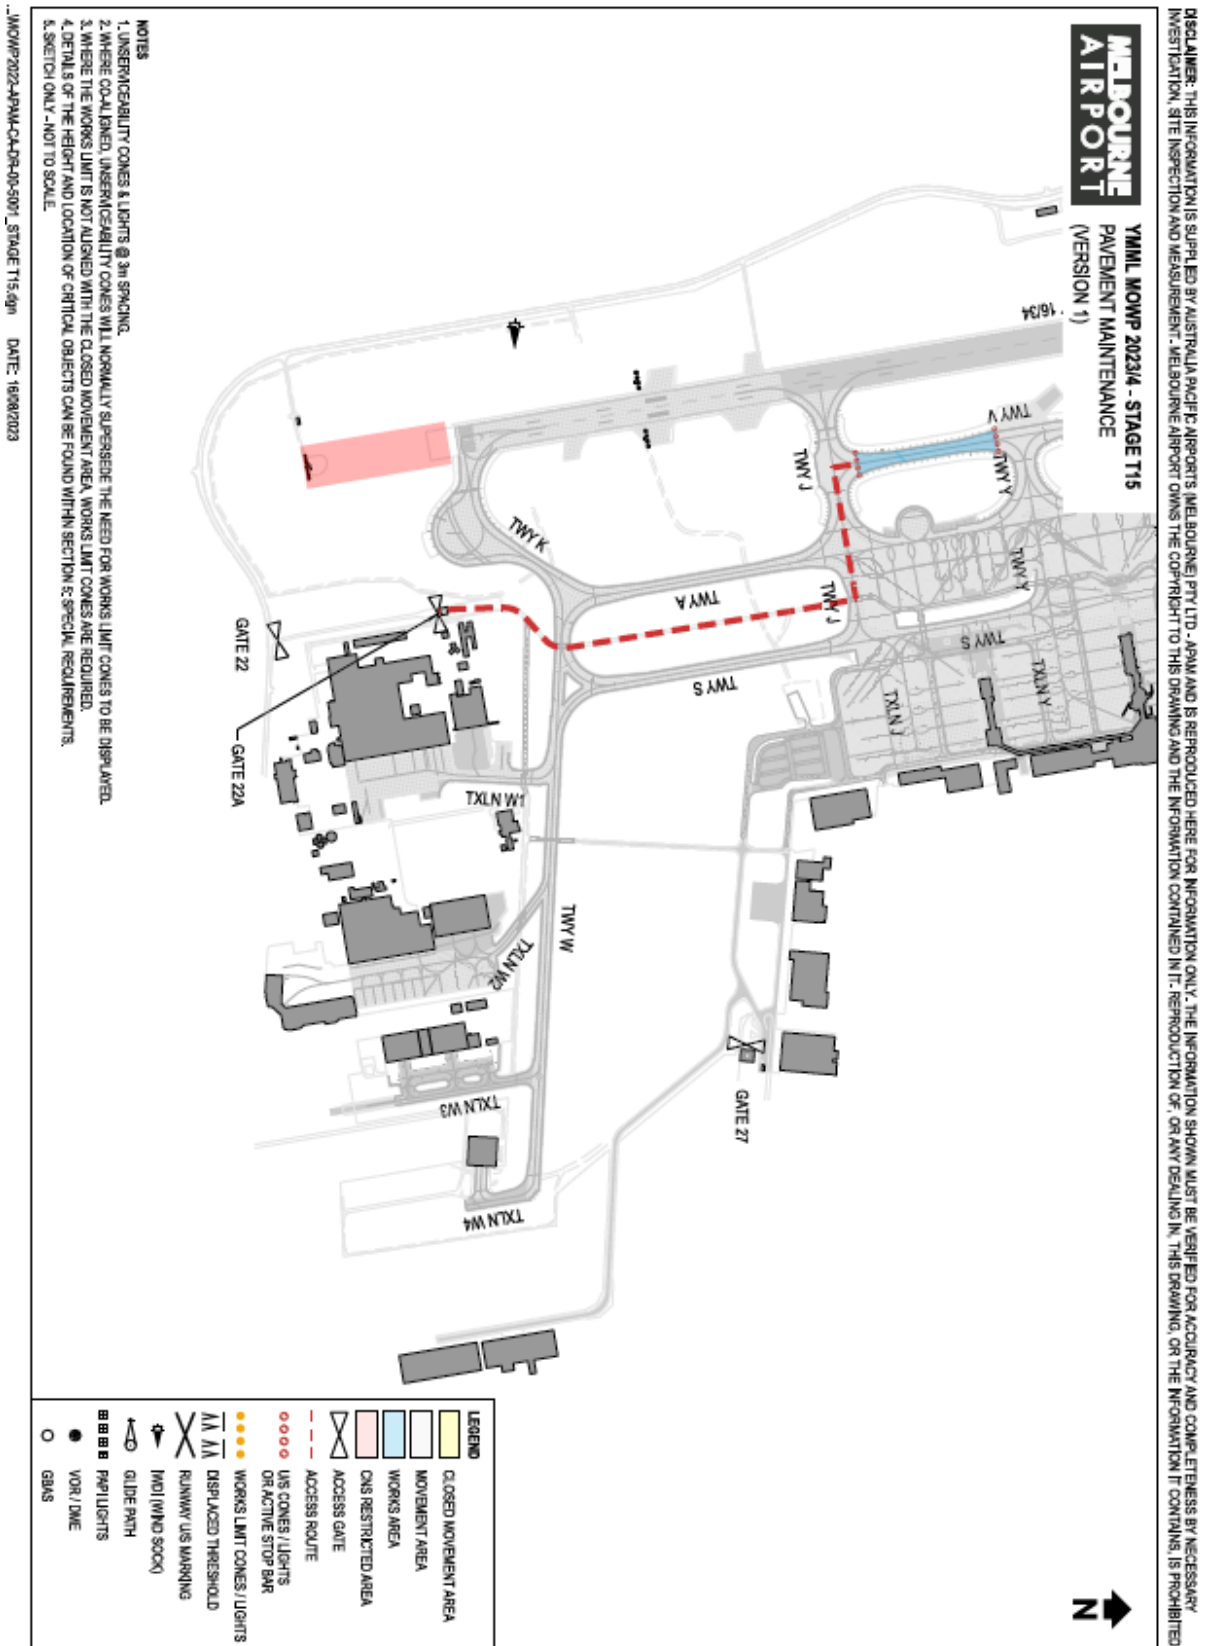 DISCLAIMER: THIS INFORMATION IS SUPPLIED BY AUSTRALIA PACIFIC AIRPORTS (MELBOURNE) PTY LTD - APAM AND IS REPRODUCED HERE FOR INFORMATION ONLY. THE INFORMATION SHOWN MUST BE VERIFIED FOR ACCURACY AND COMPLETENESS BY NECESSARY
INVESTIGATION, SITE INSPECTION AND MEASUREMENT. MELBOURNE AIRPORT OWNS THE COPYRIGHT TO THIS DRAWING AND THE INFORMATION CONTAINED IN IT. REPRODUCTION OF, OR ANY DEALING IN, THIS DRAWING, OR THE INFORMATION IT CONTAINS, IS PROHIBITED
MELBOURNE
AIRPORT
YMML MOWP 2023/4 - STAGE T15
PAVEMENT MAINTENANCE
(VERSION 1)
16/34
TWY V
TWY Y
TWY Y
TWY J
TWY J
TWY S
TXLN Y
TXLN J
TWY K
TWY A
TWY S
GATE 22
GATE 22A
TXLN W1
TWY W
TXLN W2
TXLN W3
TXLN W4
GATE 27
N
LEGEND
CLOSED MOVEMENT AREA
MOVEMENT AREA
WORKS AREA
CNS RESTRICTED AREA
ACCESS GATE
ACCESS ROUTE
U/S CONES / LIGHTS
OR ACTIVE STOP BAR
WORKS LIMIT CONES / LIGHTS
DISPLACED THRESHOLD
RUNWAY U/S MARKING
IWDI (WIND SOCK)
GLIDE PATH
PAPI LIGHTS
VOR / DME
GBAS
NOTES
1. UNSERVICEABILITY CONES & LIGHTS @ 3m SPACING.
2. WHERE CO-ALIGNED, UNSERVICEABILITY CONES WILL NORMALLY SUPERSEDE THE NEED FOR WORKS LIMIT CONES TO BE DISPLAYED.
3. WHERE THE WORKS LIMIT IS NOT ALIGNED WITH THE CLOSED MOVEMENT AREA, WORKS LIMIT CONES ARE REQUIRED.
4. DETAILS OF THE HEIGHT AND LOCATION OF CRITICAL OBJECTS CAN BE FOUND WITHIN SECTION 5: SPECIAL REQUIREMENTS.
5. SKETCH ONLY - NOT TO SCALE.
...\MOWP2022-APAM-CA-DR-00-5001_STAGE T15.dgn DATE: 16/08/2023